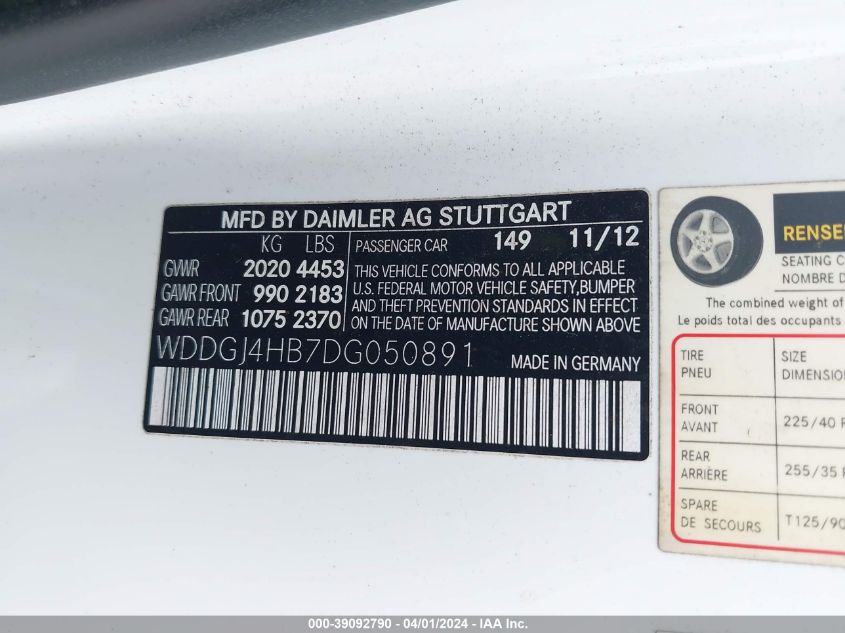 MFD BY DAIMLER AG STUTTGART
KG LBS
GVWR 2020 4453
GAWR FRONT 990 2183
GAWR REAR 1075 2370
PASSENGER CAR 149 11/12
THIS VEHICLE CONFORMS TO ALL APPLICABLE
U.S. FEDERAL MOTOR VEHICLE SAFETY,BUMPER
AND THEFT PREVENTION STANDARDS IN EFFECT
ON THE DATE OF MANUFACTURE SHOWN ABOVE
WDDGJ4HB7DG050891
MADE IN GERMANY
SEATING
NOMBRE
The combined weight of
Le poids total des occupants
TIRE SIZE
PNEU
FRONT
AVANT 225/40
REAR
ARRIÈRE 255/35
SPARE
DE SECOURS T125/90
000-39092790 - 04/01/2024 - IAA Inc.